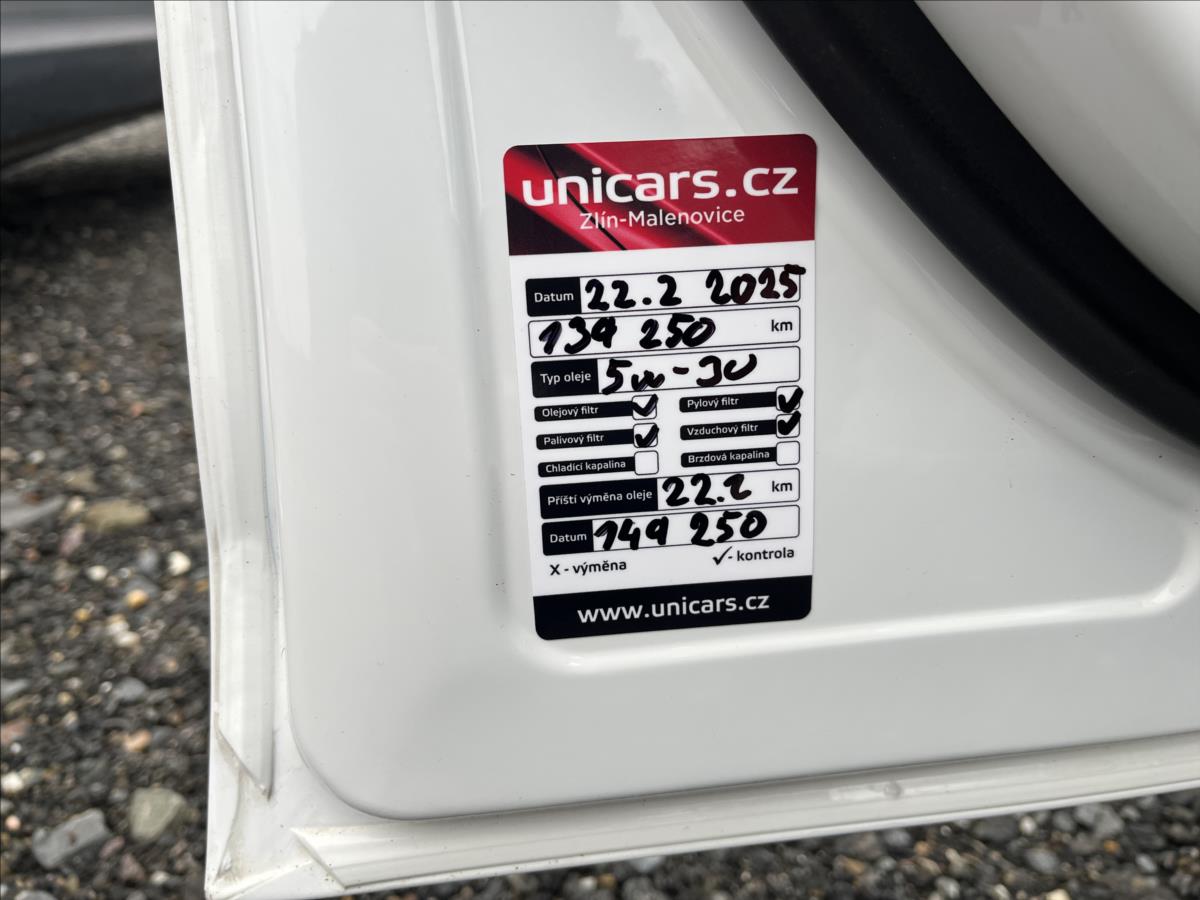 unicars.cz
Zlín-Malenovice
Datum 22.2 2025
139 250 km
Typ oleje 5w-30
Olejový filtr ✓ Pylový filtr ✓
Palivový filtr ✓ Vzduchový filtr ✓
Chladící kapalina Brzdová kapalina
Příští výměna oleje 22.2 km
Datum 149 250
X - výměna ✓- kontrola
www.unicars.cz